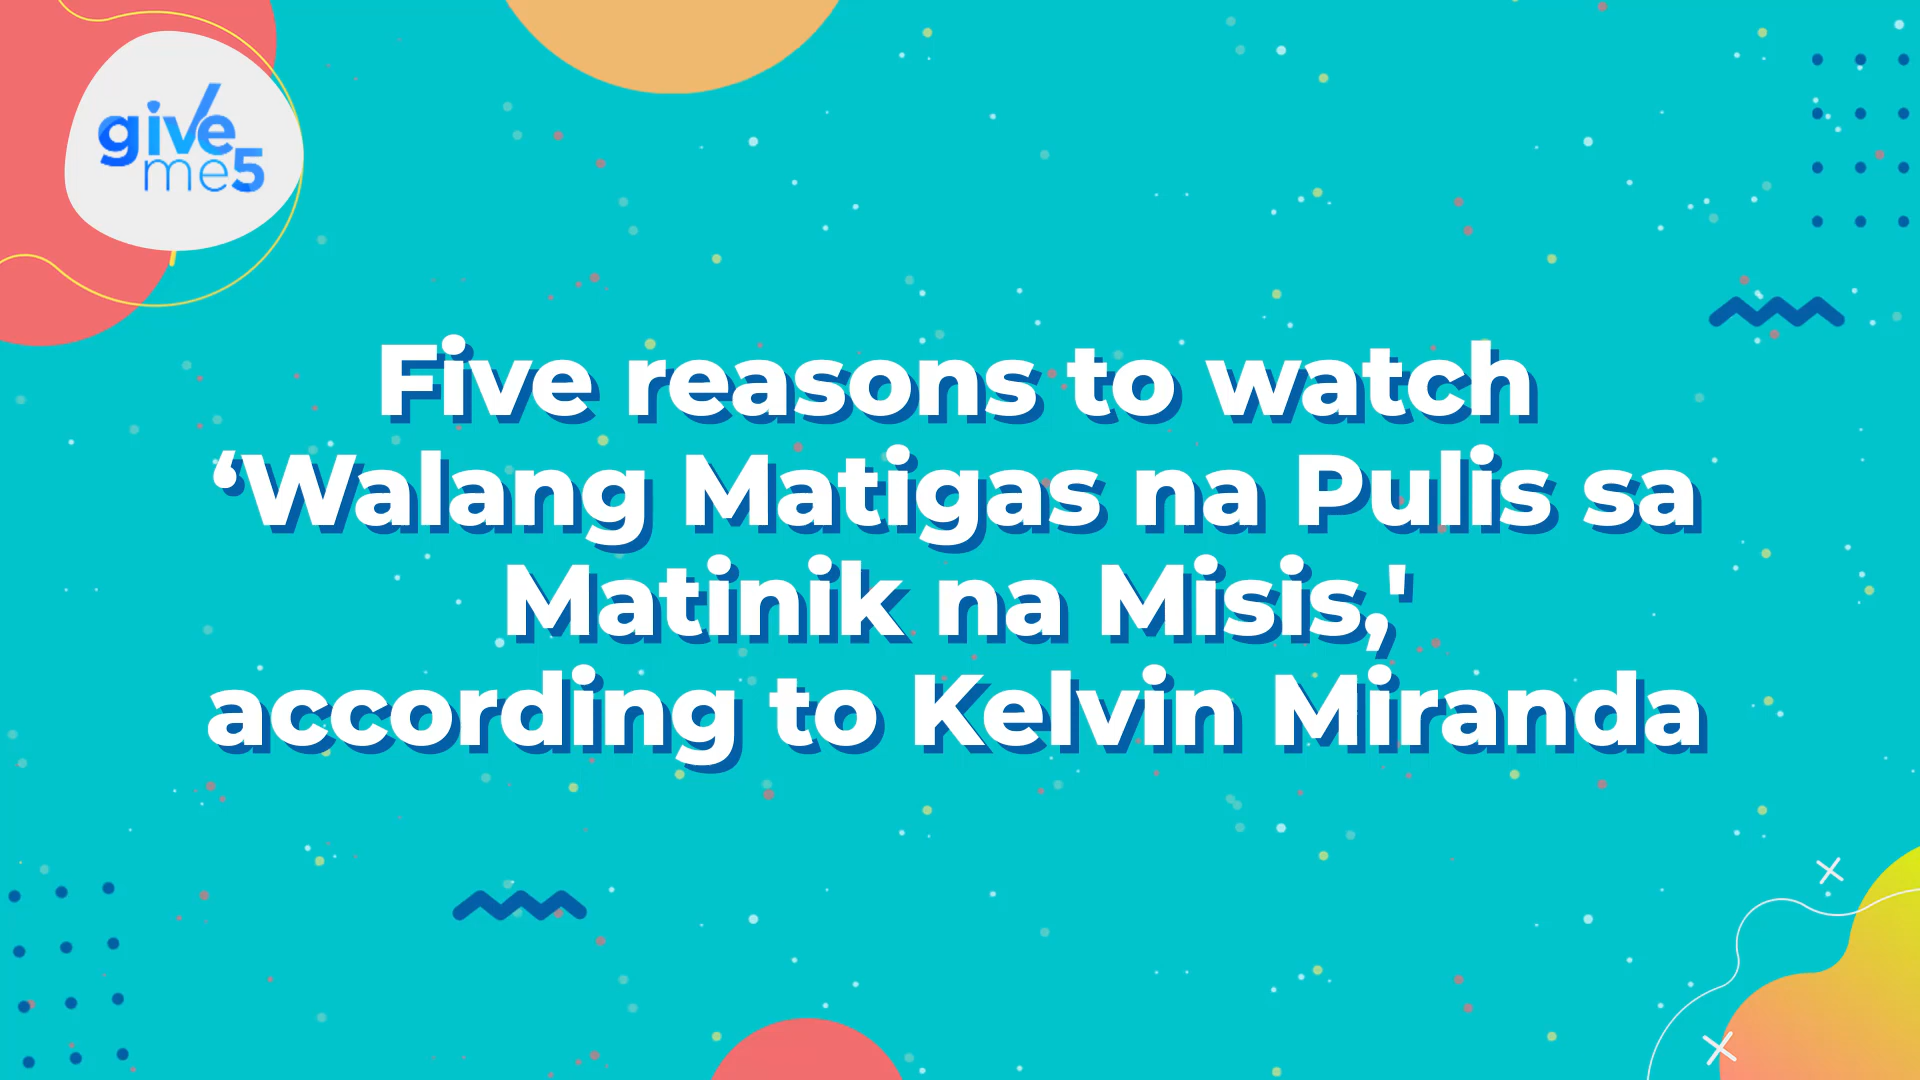 give
me5
Five reasons to watch
‘Walang Matigas na Pulis sa
Matinik na Misis,'
according to Kelvin Miranda